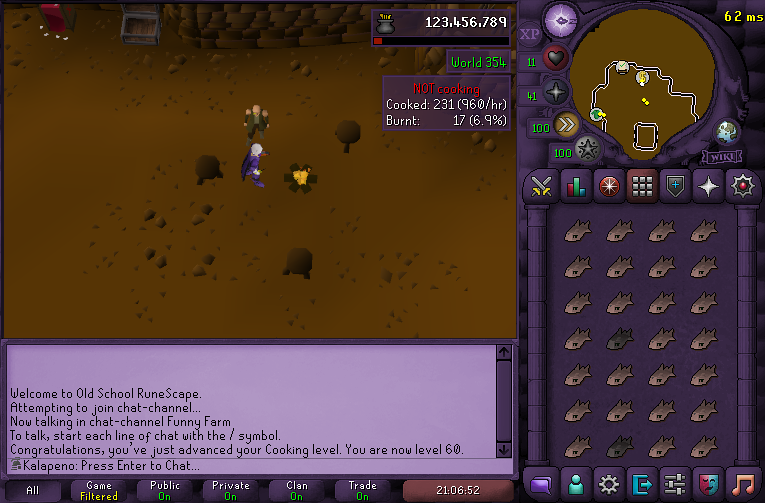 123,456,789
62 ms
XP
World 354
11
NOT cooking
Cooked: 231 (960/hr)
Burnt: 17 (6.9%)
41
100
100
WIKI
Welcome to Old School RuneScape.
Attempting to join chat-channel...
Now talking in chat-channel Funny Farm
To talk, start each line of chat with the / symbol.
Congratulations, you've just advanced your Cooking level. You are now level 60.
Kalapeno: Press Enter to Chat...
All
Game
Filtered
Public
On
Private
On
Clan
On
Trade
On
21:06:52